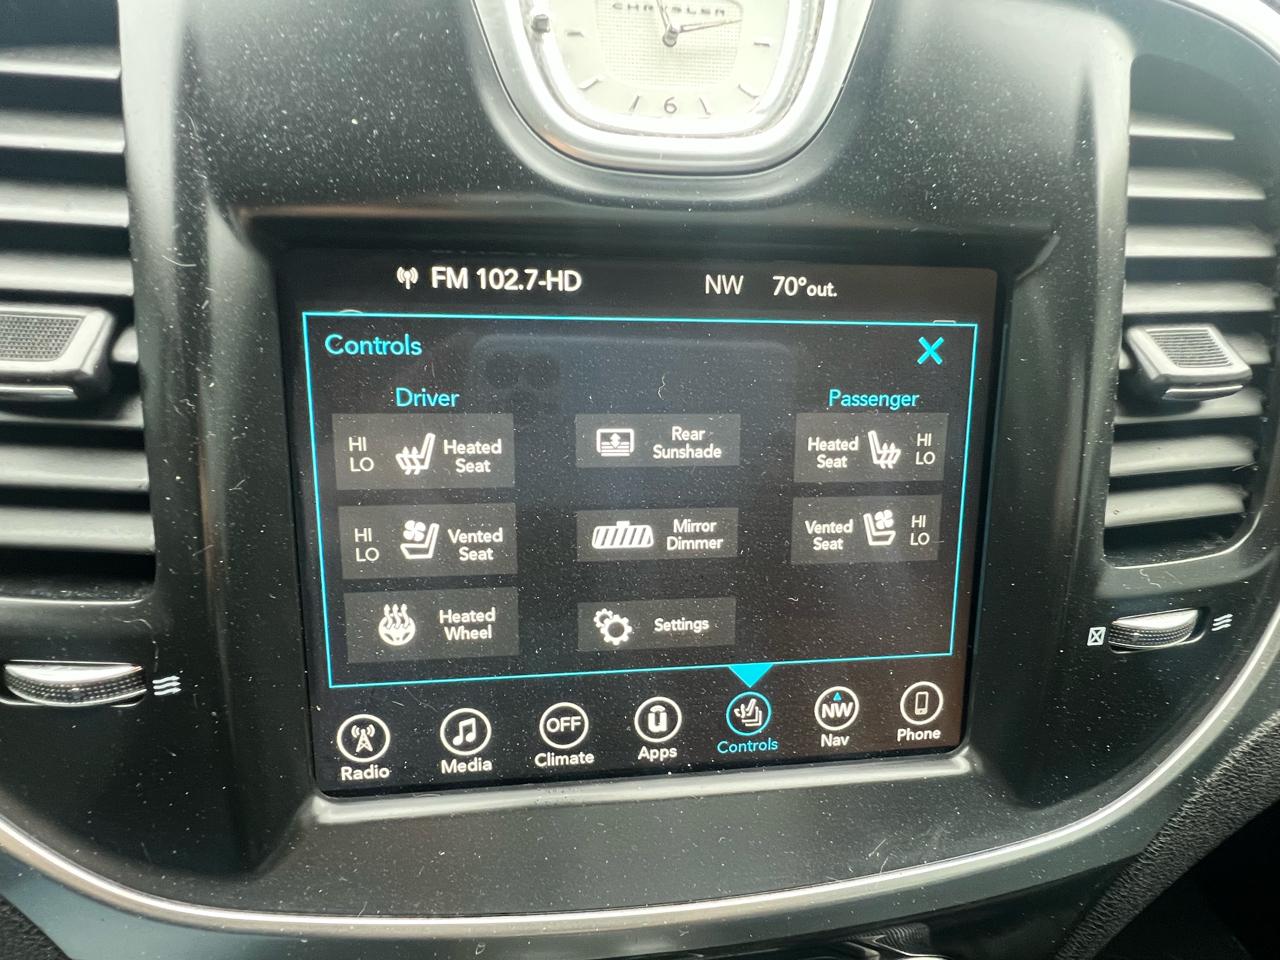 CHRYSLER
6
FM 102.7-HD
NW
70° out.
Controls
Driver
Passenger
HI
LO
Heated
Seat
Rear
Sunshade
Heated
Seat
HI
LO
HI
LO
Vented
Seat
Mirror
Dimmer
Vented
Seat
HI
LO
Heated
Wheel
Settings
OFF
U
NW
Radio
Media
Climate
Apps
Controls
Nav
Phone